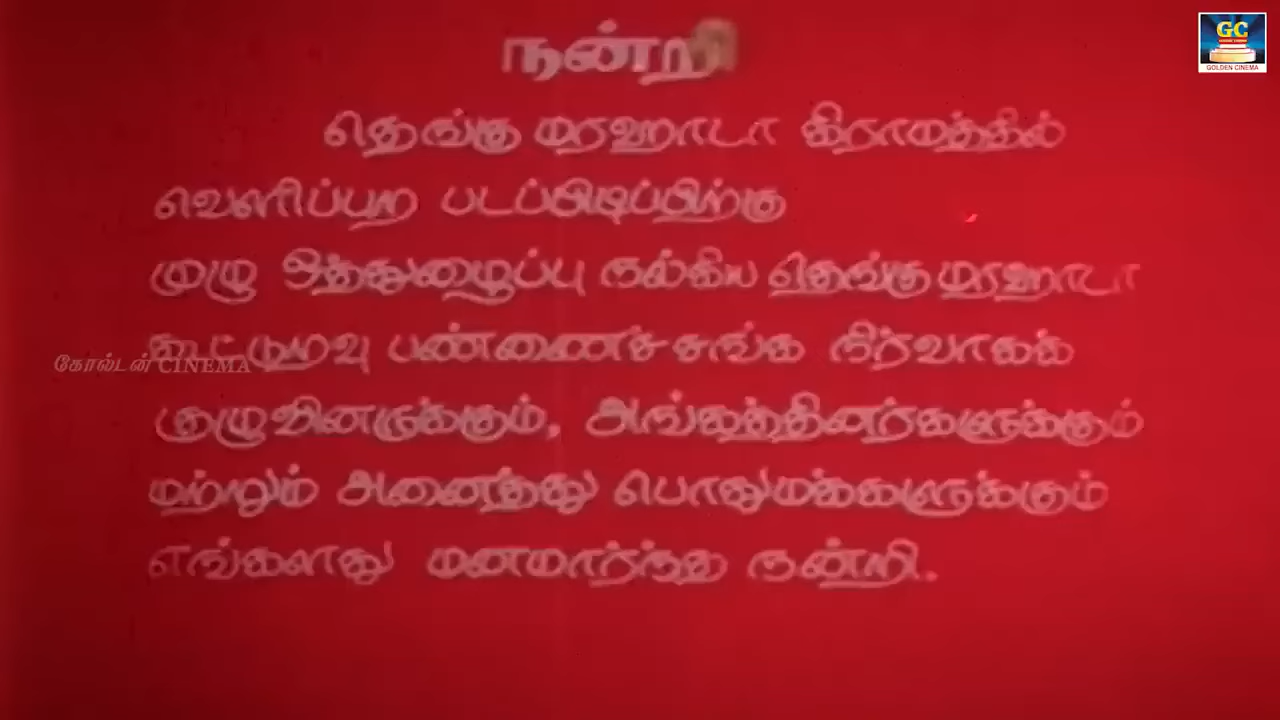 நன்றி
GC
GOLDEN CINEMA
தெங்கு மரஹாடா கிராமத்தில்
வெளிப்புற படப்பிடிப்பிற்கு
முழு ஒத்துழைப்பு நல்கிய தெங்கு மரஹாடா
கூட்டுறவு பண்ணைச் சங்க நிர்வாகக்
கோல்டன் CINEMA
குழுவினருக்கும், அங்கத்தினர்களுக்கும்
மற்றும் அனைத்து பொதுமக்களுக்கும்
எங்களது மனமார்ந்த நன்றி.